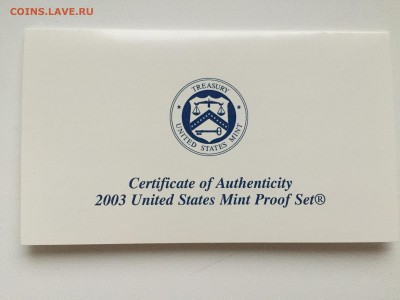 COINS.LAVE.RU
TREASURY
UNITED STATES MINT
Certificate of Authenticity
2003 United States Mint Proof Set®